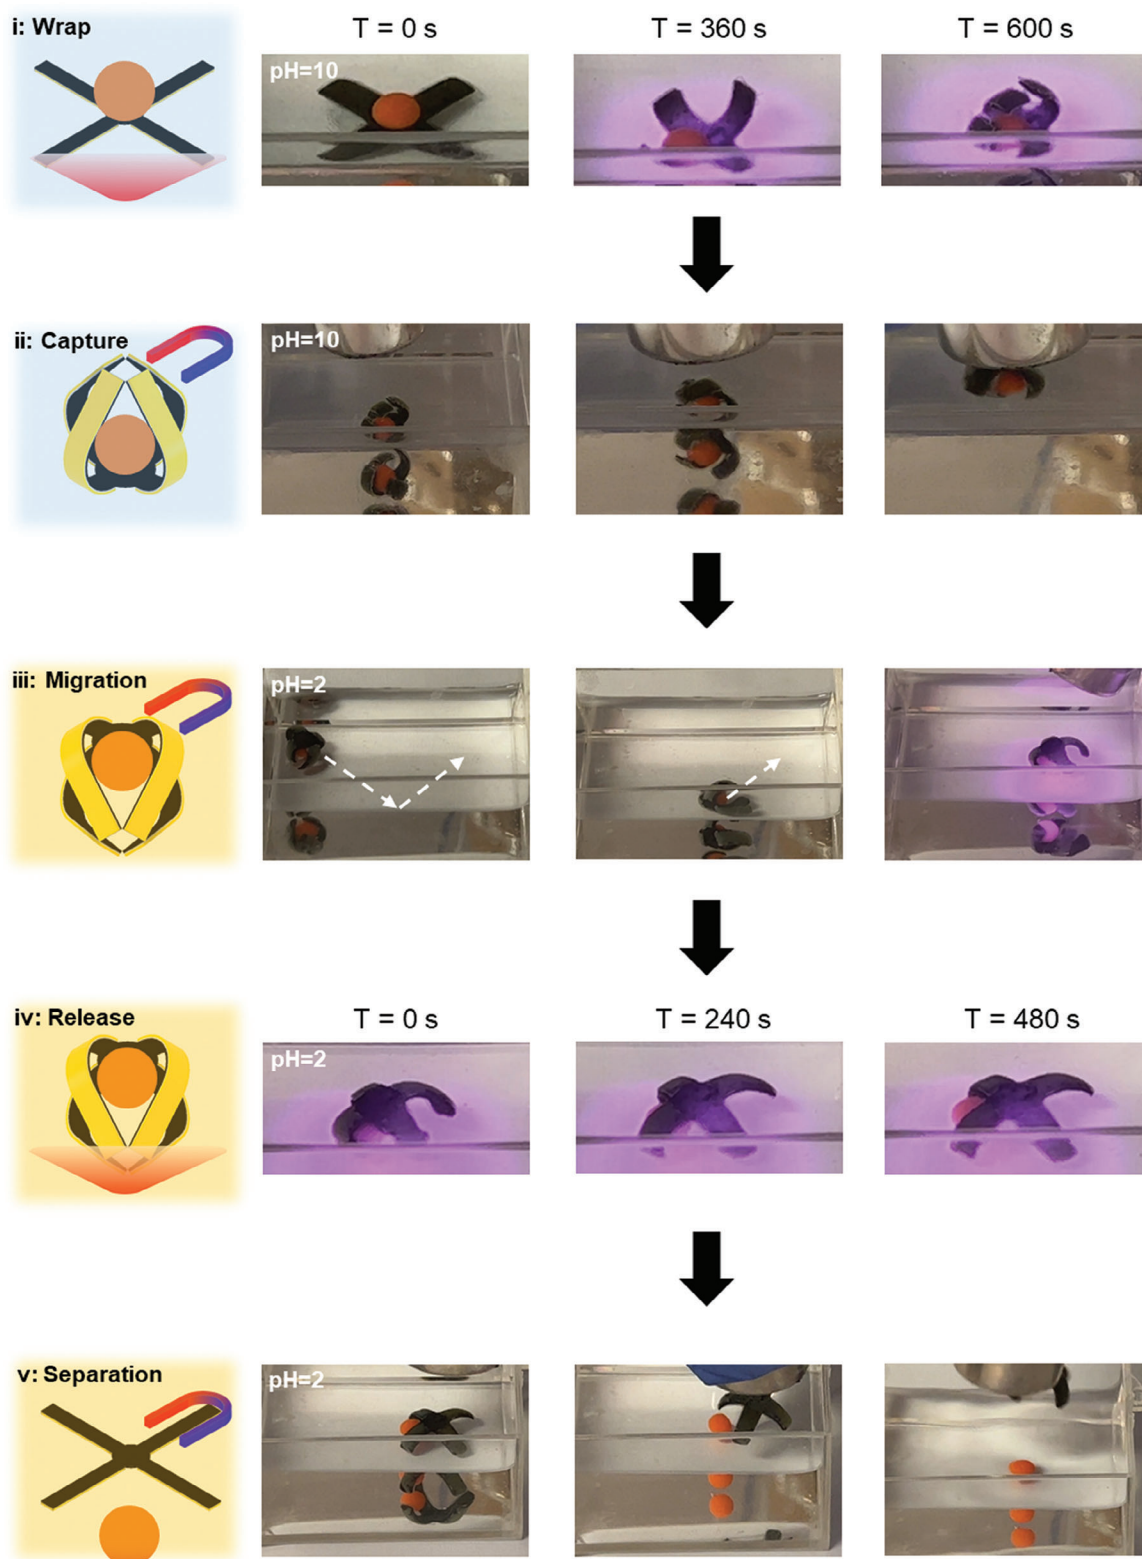 i: Wrap
T = 0 s
T = 360 s
T = 600 s
pH=10
ii: Capture
pH=10
iii: Migration
pH=2
iv: Release
T = 0 s
T = 240 s
T = 480 s
pH=2
v: Separation
pH=2